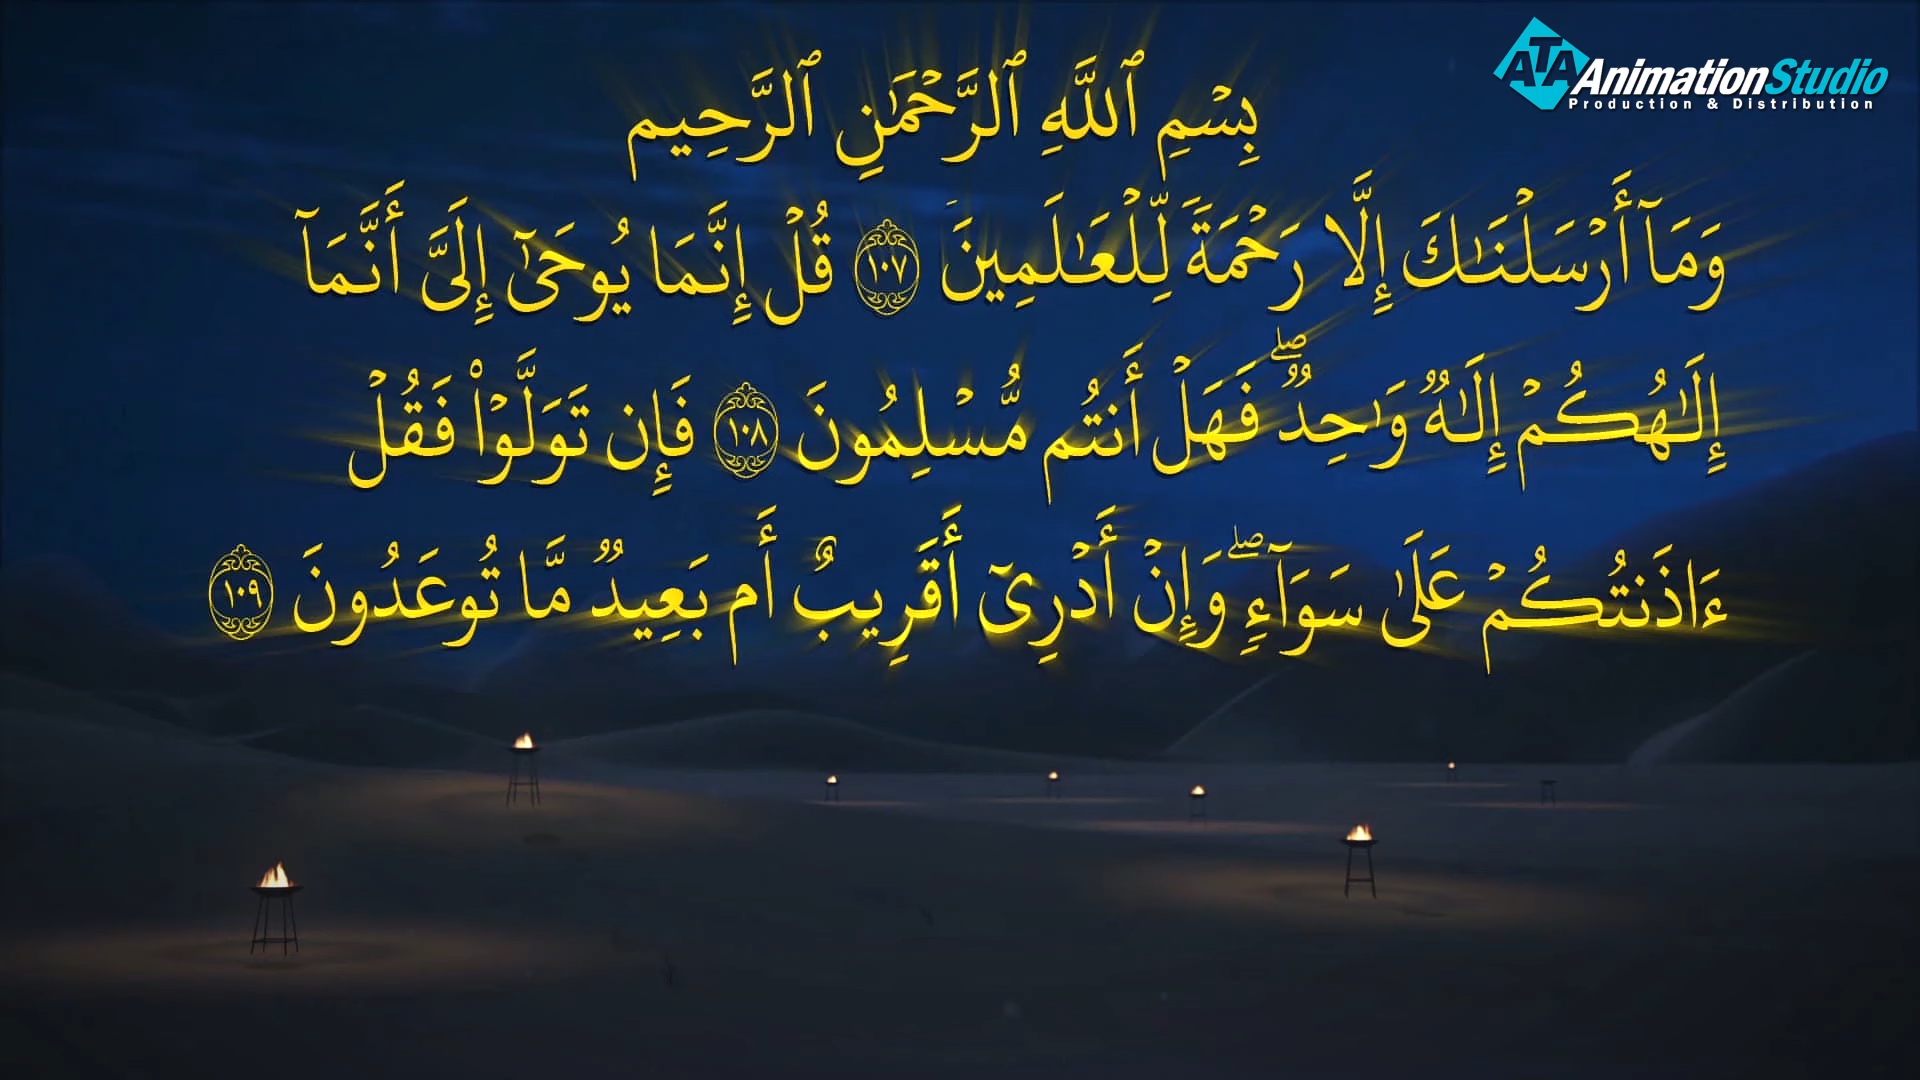 ATA AnimationStudio
Production & Distribution
بِسْمِ ٱللَّهِ ٱلرَّحْمَٰنِ ٱلرَّحِيم
وَمَآ أَرْسَلْنَٰكَ إِلَّا رَحْمَةََ لِّلْعَٰلَمِينََ ١٠٧ قُلْ إِنَّمَا يُوحَىٰٓ إِلَىَّ أَنَّمَآ
إِلَٰهُكُمْ إِلَٰهٌ وَٰحِدٌ ۖ فَهَلْ أَنتُم مُّسْلِمُونَ ١٠٨ فَإِن تَوَلَّوْا۟ فَقُلْ
ءَاذَنتُكُمْ عَلَىٰ سَوَآءٍ ۖ وَإِنْ أَدْرِىٓ أَقَرِيبٌ أَم بَعِيدٌ مَّا تُوعَدُونَ ١٠٩